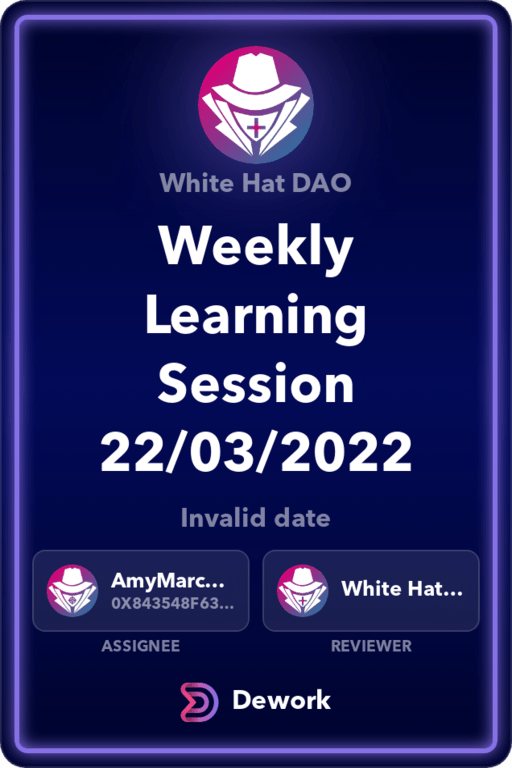 White Hat DAO
Weekly
Learning
Session
22/03/2022
Invalid date
AmyMarc...
0X843548F63...
White Hat...
ASSIGNEE
REVIEWER
Dework